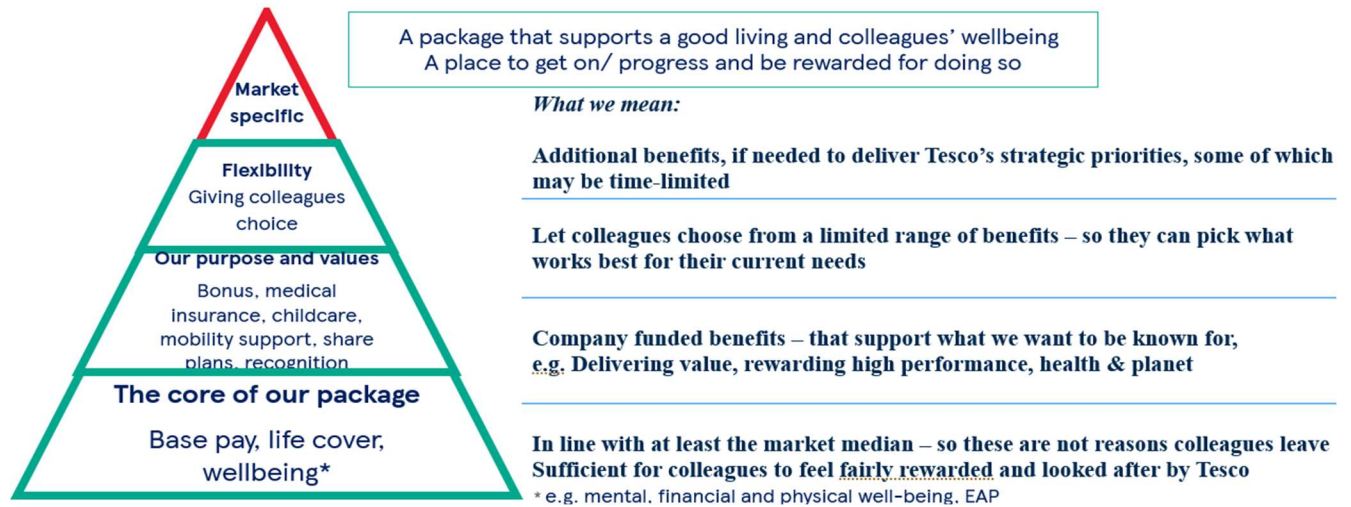 A package that supports a good living and colleagues' wellbeing
A place to get on/ progress and be rewarded for doing so
Market
specific
What we mean:
Additional benefits, if needed to deliver Tesco's strategic priorities, some of which
may be time-limited
Flexibility
Giving colleagues
choice
Let colleagues choose from a limited range of benefits – so they can pick what
works best for their current needs
Our purpose and values
Bonus, medical
insurance, childcare,
mobility support, share
plans, recognition
Company funded benefits – that support what we want to be known for,
e.g. Delivering value, rewarding high performance, health & planet
The core of our package
Base pay, life cover,
wellbeing*
In line with at least the market median – so these are not reasons colleagues leave
Sufficient for colleagues to feel fairly rewarded and looked after by Tesco
* e.g. mental, financial and physical well-being, EAP